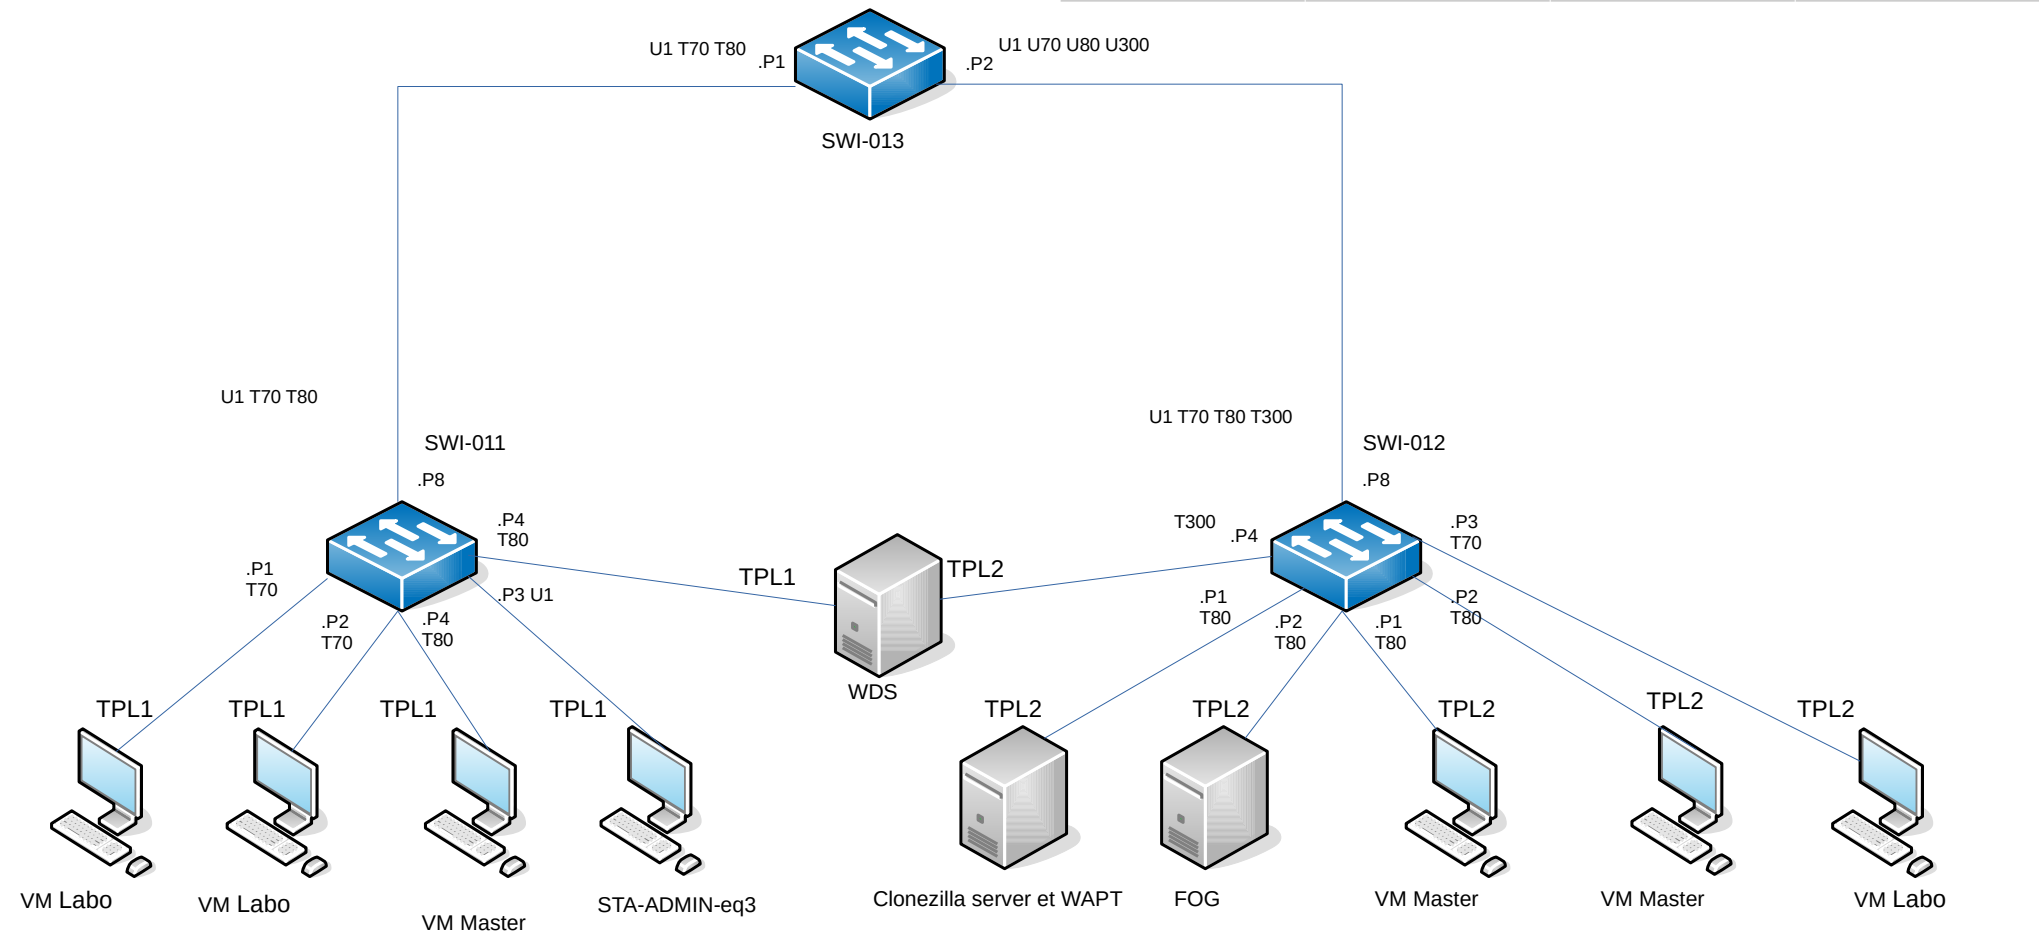 U1 T70 T80
.P1
U1 U70 U80 U300
.P2
SWI-013
U1 T70 T80
SWI-011
.P8
U1 T70 T80 T300
SWI-012
.P8
.P4
T80
T300
.P4
.P3
T70
.P1
T70
TPL1
TPL2
.P3 U1
.P2
T70
.P4
T80
.P1
T80
.P2
T80
.P1
T80
.P2
T80
WDS
TPL1
TPL1
TPL1
TPL1
TPL2
TPL2
TPL2
TPL2
TPL2
VM Labo
VM Labo
VM Master
STA-ADMIN-eq3
Clonezilla server et WAPT
FOG
VM Master
VM Master
VM Labo